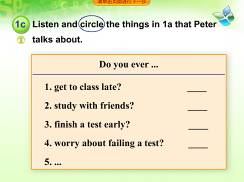 1c Listen and circle the things in 1a that Peter
talks about.
Do you ever ...
1. get to class late? ____
2. study with friends? ____
3. finish a test early? ____
4. worry about failing a test? ____
5. ...